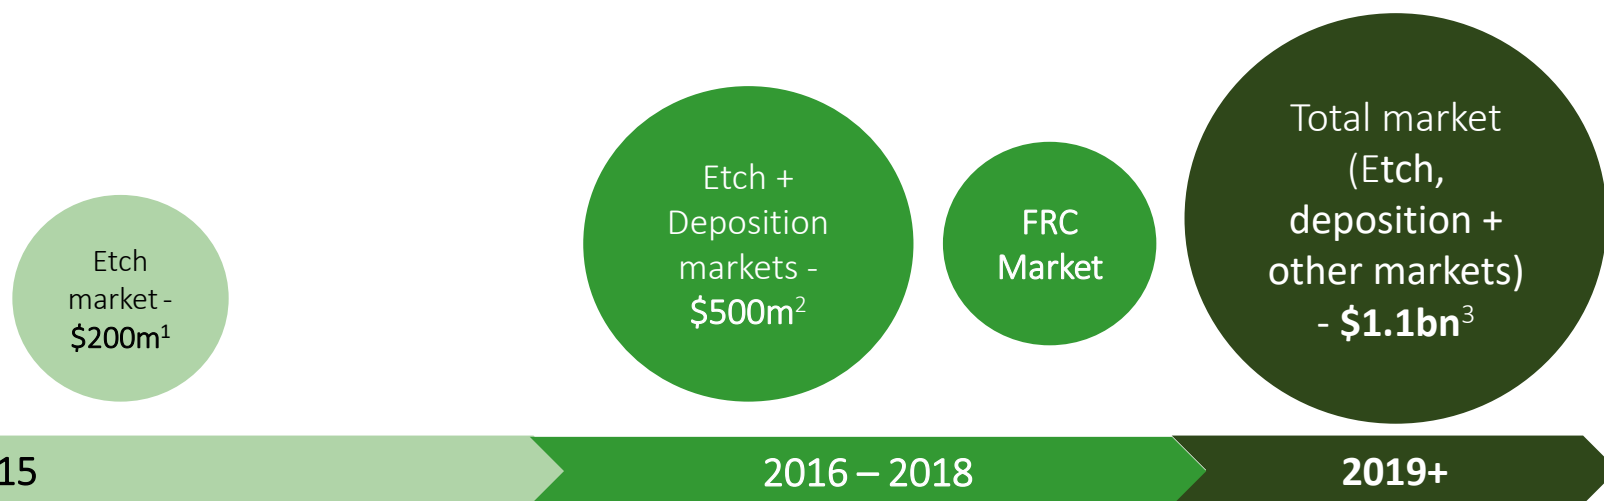 Etch
market -
$200m¹
Etch +
Deposition
markets -
$500m²
FRC
Market
Total market
(Etch,
deposition +
other markets)
- $1.1bn³
15
2016 – 2018
2019+